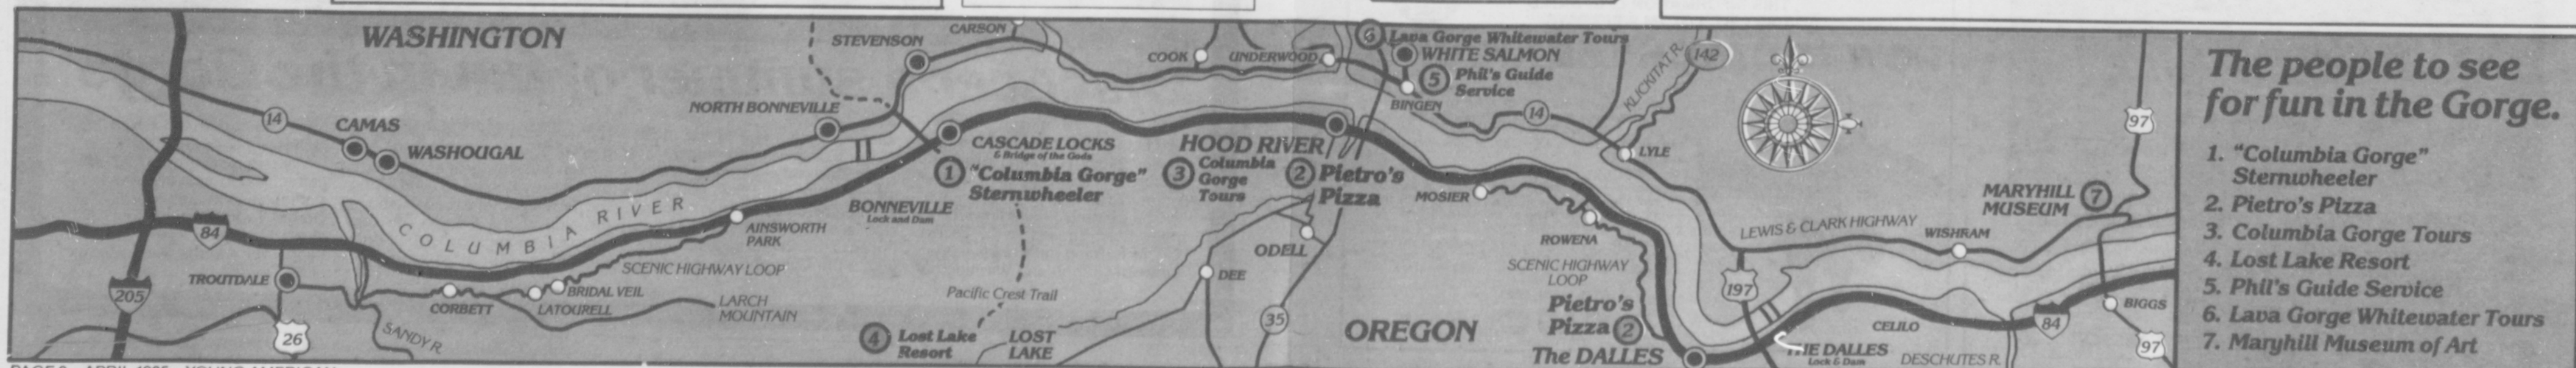 WASHINGTON
14
CAMAS
WASHOUGAL
NORTH BONNEVILLE
STEVENSON
CARSON
COOK
UNDERWOOD
6 Lava Gorge Whitewater Tours
WHITE SALMON
5 Phil's Guide
Service
BINGEN
KLICKITAT R.
142
14
LYLE
97
CASCADE LOCKS
& Bridge of the Gods
1 "Columbia Gorge"
Sternwheeler
HOOD RIVER
3 Columbia
Gorge
Tours
2 Pietro's
Pizza
MOSIER
MARYHILL 7
MUSEUM
LEWIS & CLARK HIGHWAY
WISHRAM
COLUMBIA RIVER
84
205
TROUTDALE
26
SANDY R.
CORBETT
LATOURELL
BRIDAL VEIL
AINSWORTH
PARK
SCENIC HIGHWAY LOOP
LARCH
MOUNTAIN
BONNEVILLE
Lock and Dam
Pacific Crest Trail
4 Lost Lake
Resort
LOST
LAKE
DEE
ODELL
35
OREGON
ROWENA
SCENIC HIGHWAY
LOOP
Pietro's
Pizza 2
The DALLES
197
THE DALLES
Lock & Dam
CELILO
DESCHUTES R.
84
BIGGS
97
The people to see
for fun in the Gorge.
1. "Columbia Gorge"
Sternwheeler
2. Pietro's Pizza
3. Columbia Gorge Tours
4. Lost Lake Resort
5. Phil's Guide Service
6. Lava Gorge Whitewater Tours
7. Maryhill Museum of Art